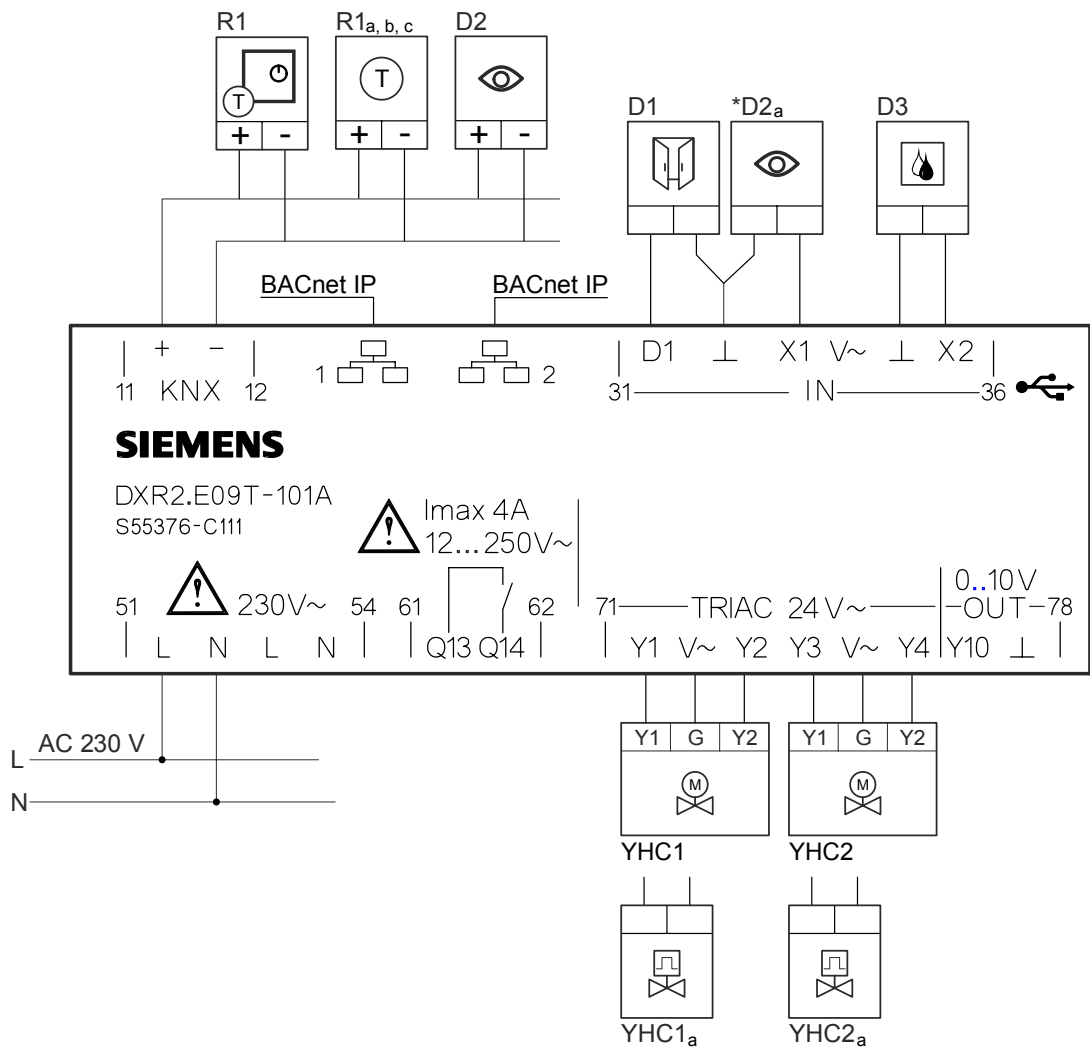 R1 R1a, b, c D2
D1 *D2a D3
T T
+ - + - + -
BACnet IP BACnet IP
+ − D1 ⊥ X1 V~ ⊥ X2
11 KNX 12 1 2 31 IN 36
SIEMENS
DXR2.E09T-101A
S55376-C111
! Imax 4A
12...250V~
! 0..10V
51 230V~ 54 61 62 71 TRIAC 24V~ OUT 78
L N L N Q13 Q14 Y1 V~ Y2 Y3 V~ Y4 Y10 ⊥
Y1 G Y2 Y1 G Y2
L AC 230 V
N
M M
YHC1 YHC2
YHC1a YHC2a